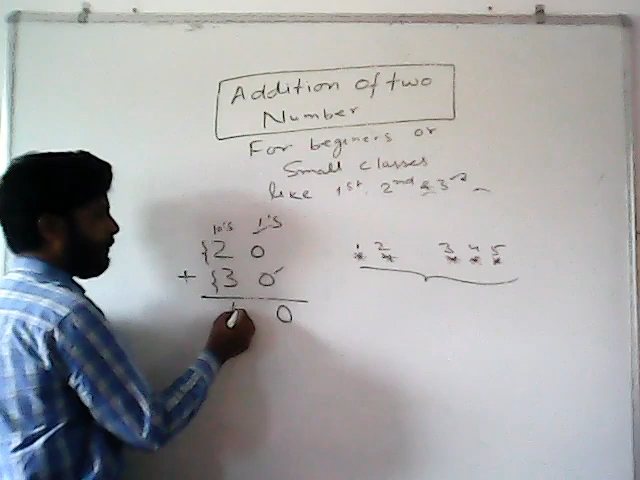 Addition of two
Number
For beginers or
Small classes
like 1st, 2nd & 3rd
10's 1's
{2 0
+ {3 0
0
1 2 3 4 5
* * * * *